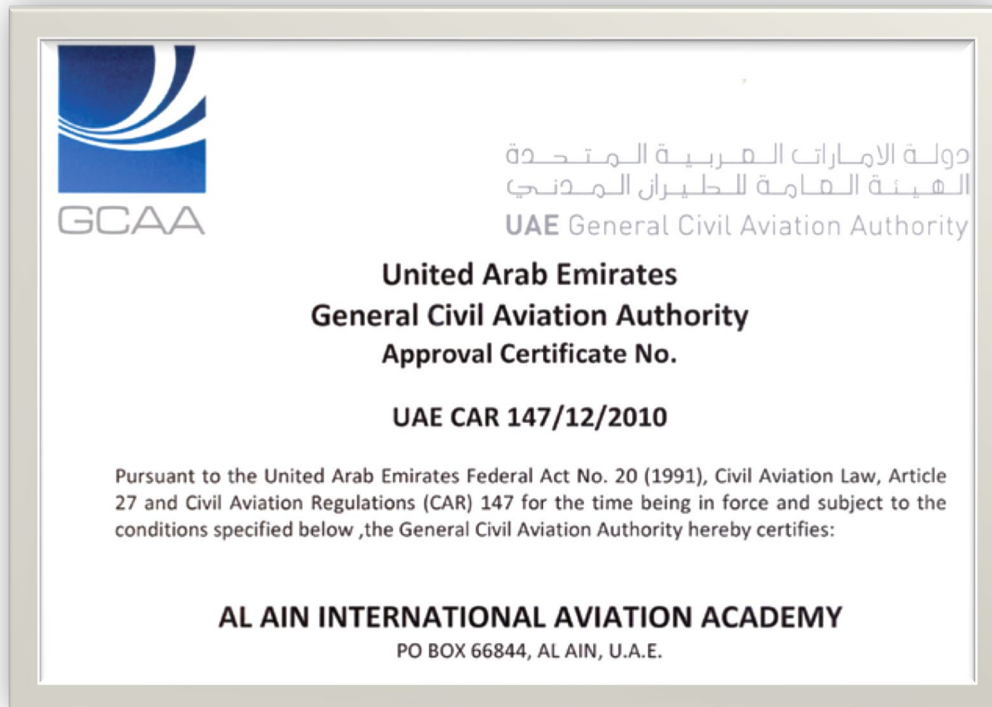 GCAA
دولة الامارات العربية المتحدة
الهيئة العامة للطيران المدني
UAE General Civil Aviation Authority
United Arab Emirates
General Civil Aviation Authority
Approval Certificate No.
UAE CAR 147/12/2010
Pursuant to the United Arab Emirates Federal Act No. 20 (1991), Civil Aviation Law, Article
27 and Civil Aviation Regulations (CAR) 147 for the time being in force and subject to the
conditions specified below ,the General Civil Aviation Authority hereby certifies:
AL AIN INTERNATIONAL AVIATION ACADEMY
PO BOX 66844, AL AIN, U.A.E.